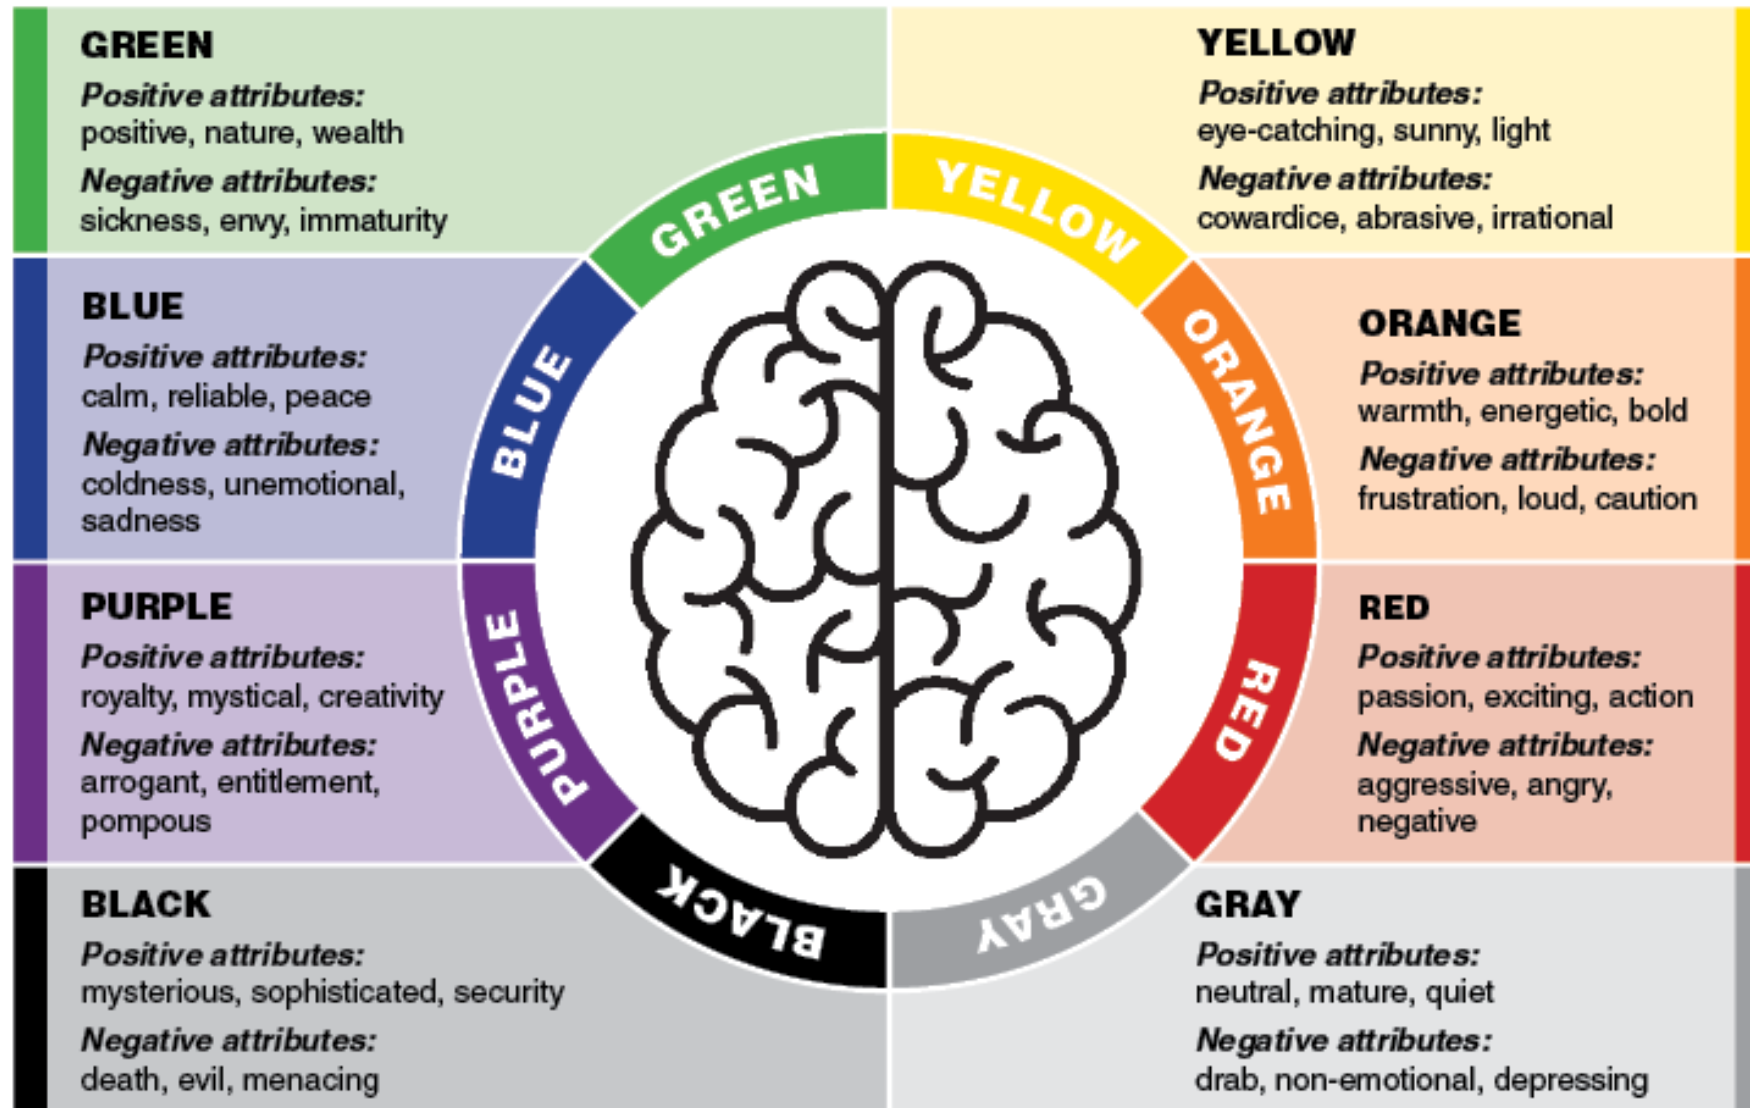 GREEN
Positive attributes:
positive, nature, wealth
Negative attributes:
sickness, envy, immaturity
YELLOW
Positive attributes:
eye-catching, sunny, light
Negative attributes:
cowardice, abrasive, irrational
BLUE
Positive attributes:
calm, reliable, peace
Negative attributes:
coldness, unemotional,
sadness
ORANGE
Positive attributes:
warmth, energetic, bold
Negative attributes:
frustration, loud, caution
PURPLE
Positive attributes:
royalty, mystical, creativity
Negative attributes:
arrogant, entitlement,
pompous
RED
Positive attributes:
passion, exciting, action
Negative attributes:
aggressive, angry,
negative
BLACK
Positive attributes:
mysterious, sophisticated, security
Negative attributes:
death, evil, menacing
GRAY
Positive attributes:
neutral, mature, quiet
Negative attributes:
drab, non-emotional, depressing
GREEN
YELLOW
ORANGE
RED
GRAY
BLACK
PURPLE
BLUE